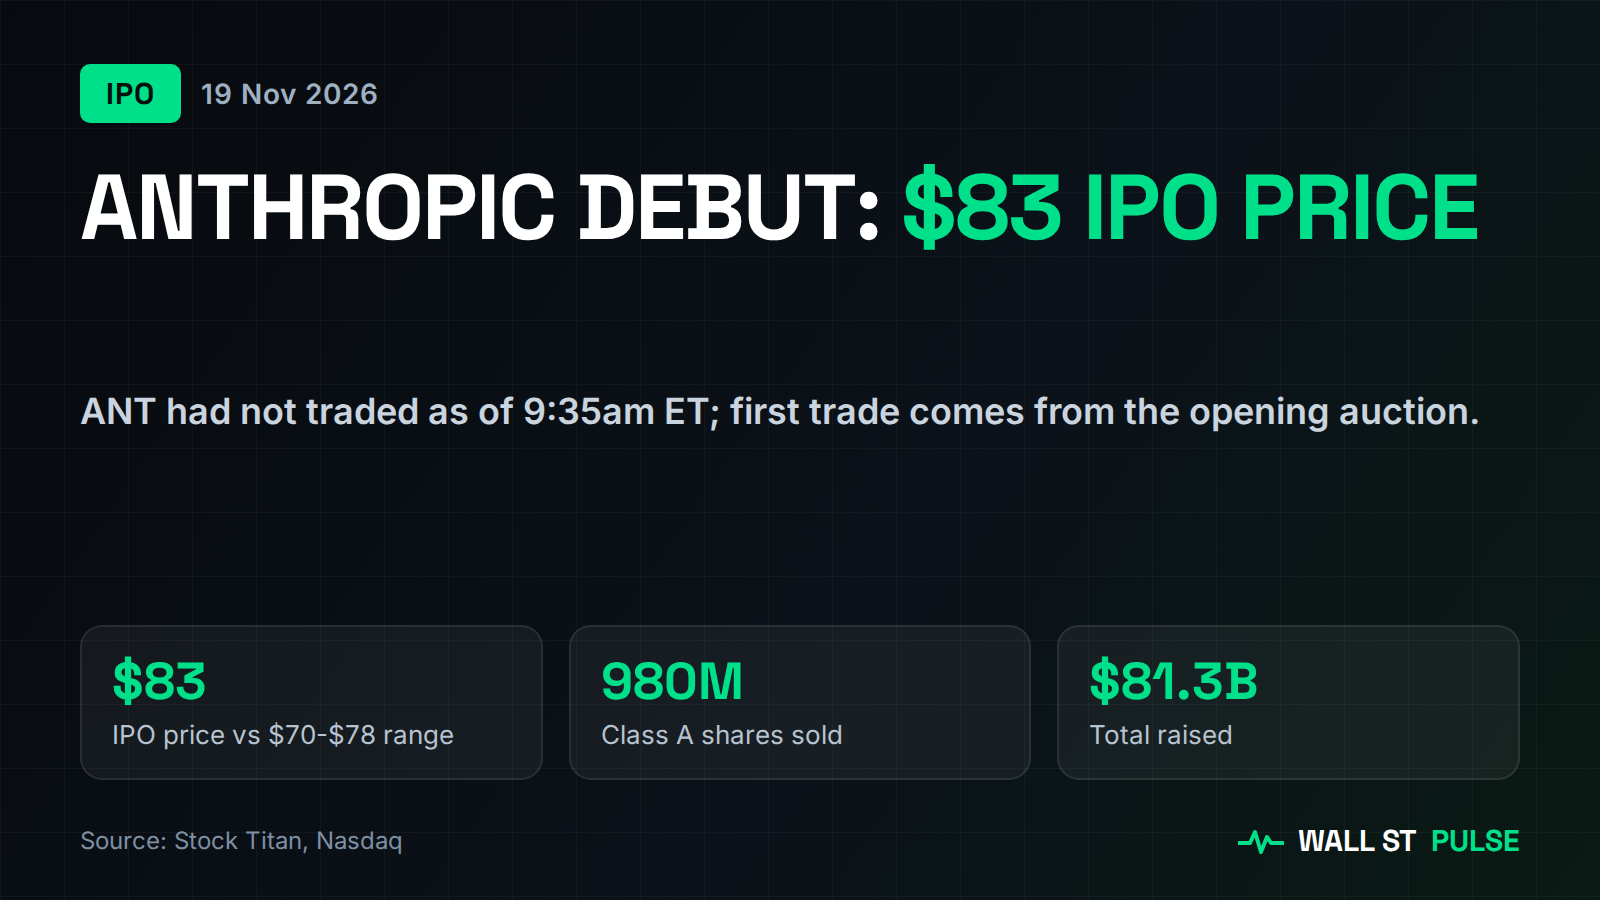 IPO 19 Nov 2026
ANTHROPIC DEBUT: $83 IPO PRICE
ANT had not traded as of 9:35am ET; first trade comes from the opening auction.
$83
IPO price vs $70-$78 range
980M
Class A shares sold
$81.3B
Total raised
Source: Stock Titan, Nasdaq
WALL ST PULSE